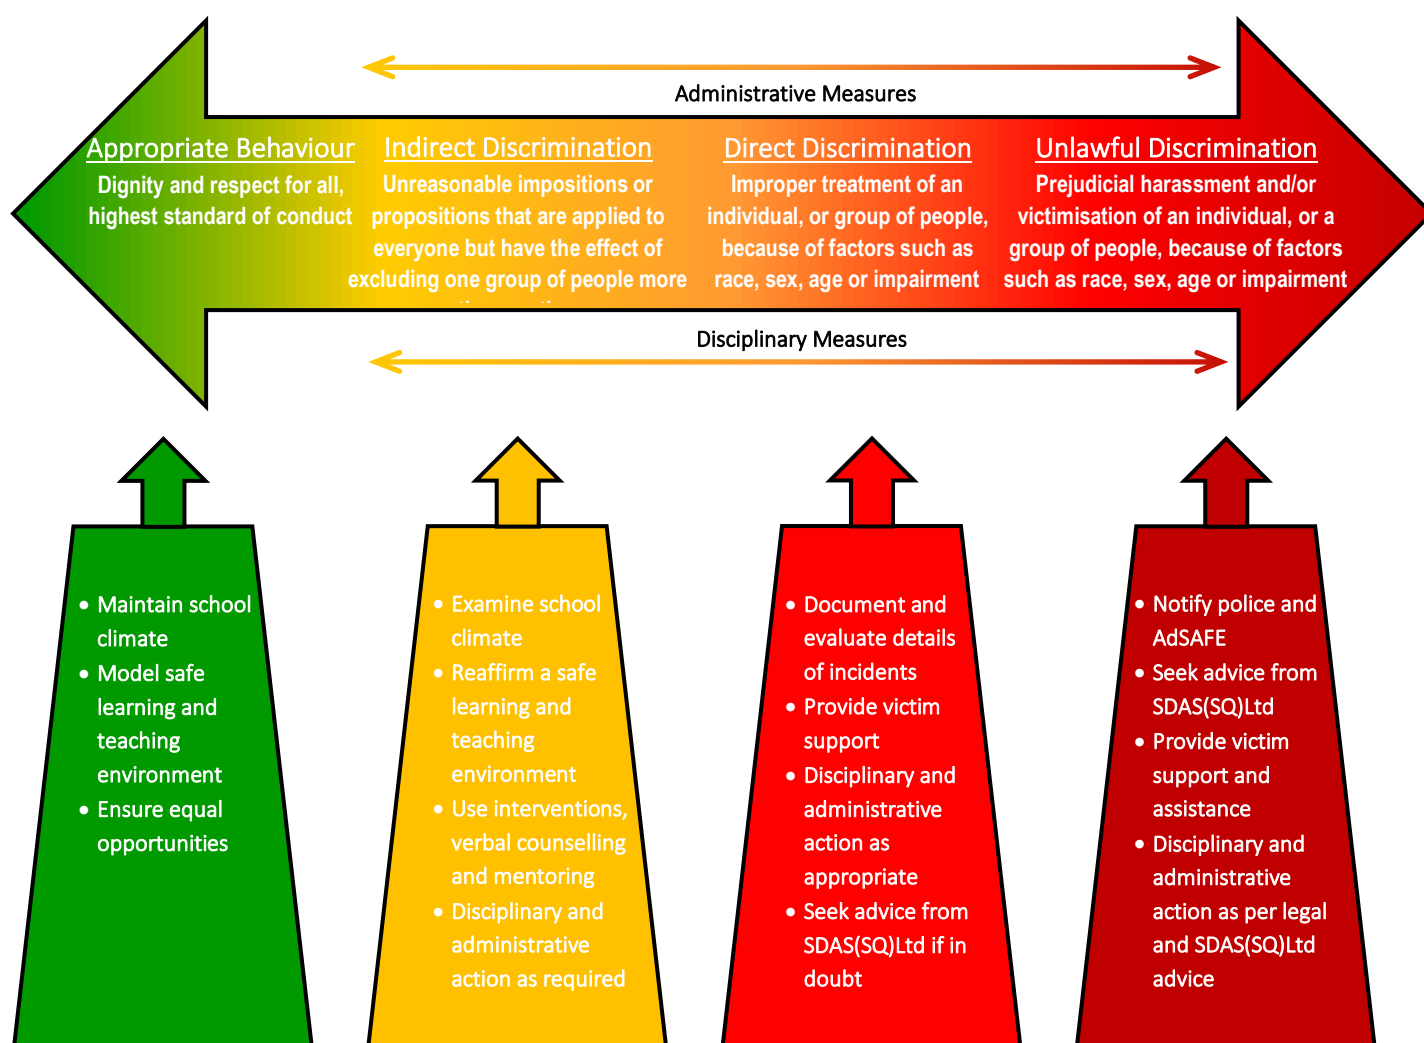 Administrative Measures
Appropriate Behaviour
Dignity and respect for all,
highest standard of conduct
Indirect Discrimination
Unreasonable impositions or
propositions that are applied to
everyone but have the effect of
excluding one group of people more
Direct Discrimination
Improper treatment of an
individual, or group of people,
because of factors such as
race, sex, age or impairment
Unlawful Discrimination
Prejudicial harassment and/or
victimisation of an individual, or a
group of people, because of factors
such as race, sex, age or impairment
Disciplinary Measures
• Maintain school
climate
• Model safe
learning and
teaching
environment
• Ensure equal
opportunities
• Examine school
climate
• Reaffirm a safe
learning and
teaching
environment
• Use interventions,
verbal counselling
and mentoring
• Disciplinary and
administrative
action as required
• Document and
evaluate details
of incidents
• Provide victim
support
• Disciplinary and
administrative
action as
appropriate
• Seek advice from
SDAS(SQ)Ltd if in
doubt
• Notify police and
AdSAFE
• Seek advice from
SDAS(SQ)Ltd
• Provide victim
support and
assistance
• Disciplinary and
administrative
action as per legal
and SDAS(SQ)Ltd
advice